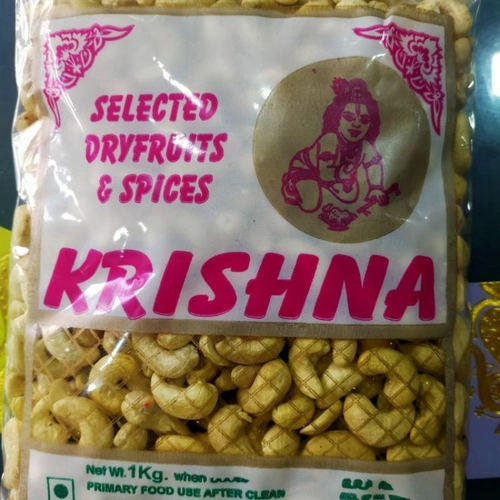 SELECTED
DRYFRUITS
& SPICES
KRISHNA
Net Wt. 1Kg. when
PRIMARY FOOD USE AFTER CLEAN